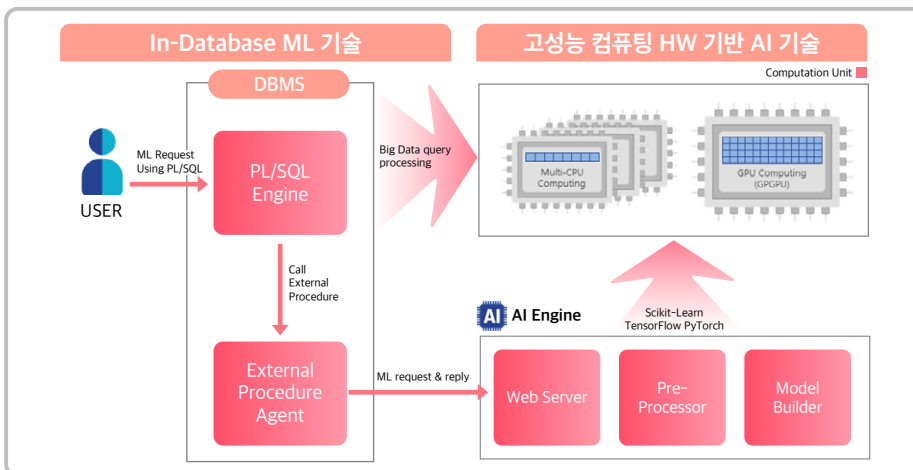 In-Database ML 기술
고성능 컴퓨팅 HW 기반 AI 기술
Computation Unit
DBMS
USER
ML Request
Using PL/SQL
PL/SQL
Engine
Big Data query
processing
Multi-CPU
Computing
GPU Computing
(GPGPU)
Call
External
Procedure
Scikit-Learn
TensorFlow PyTorch
AI
AI Engine
External
Procedure
Agent
ML request & reply
Web Server
Pre-
Processor
Model
Builder